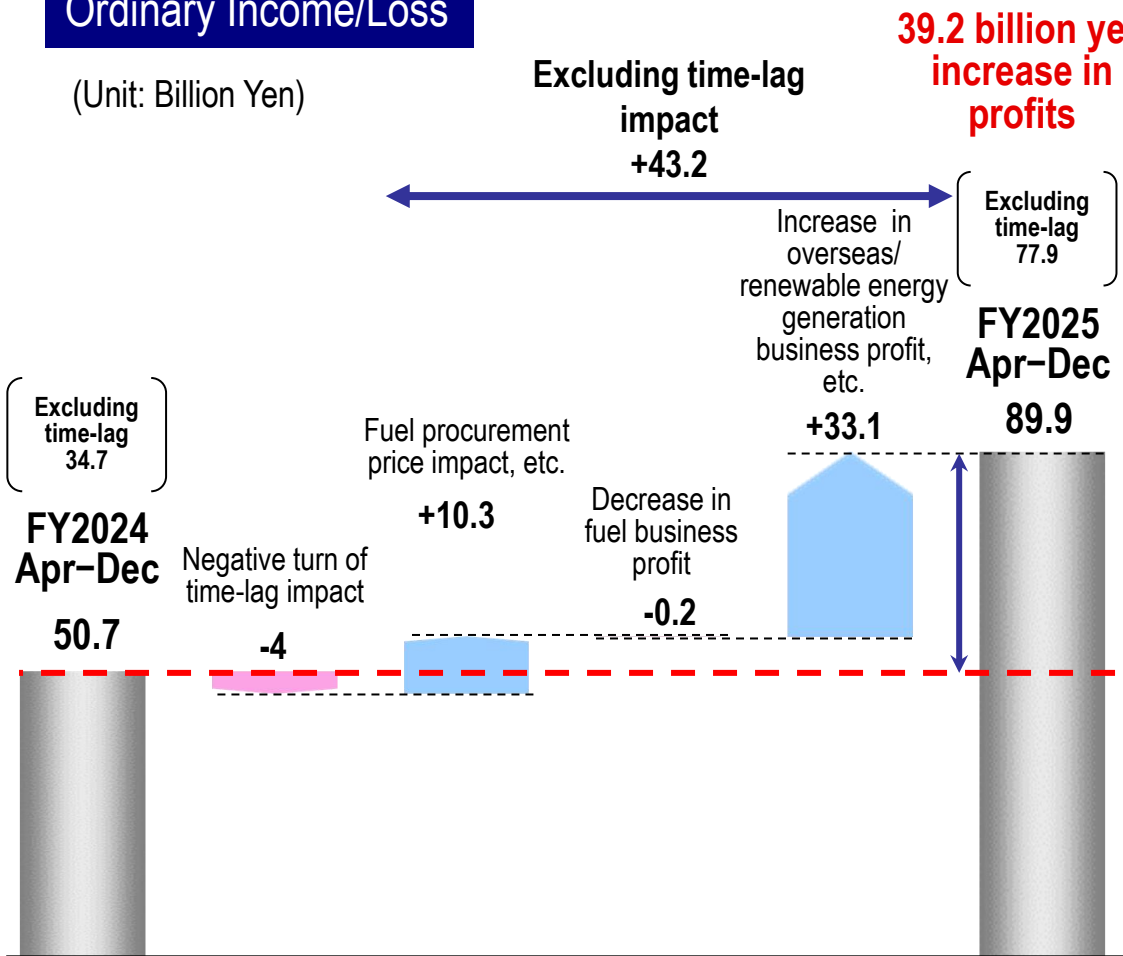 Ordinary Income/Loss
(Unit: Billion Yen)
Excluding time-lag
impact
+43.2
39.2 billion ye
increase in
profits
Excluding
time-lag
77.9
FY2025
Apr–Dec
89.9
Increase in
overseas/
renewable energy
generation
business profit,
etc.
+33.1
Excluding
time-lag
34.7
FY2024
Apr–Dec
50.7
Negative turn of
time-lag impact
-4
Fuel procurement
price impact, etc.
+10.3
Decrease in
fuel business
profit
-0.2